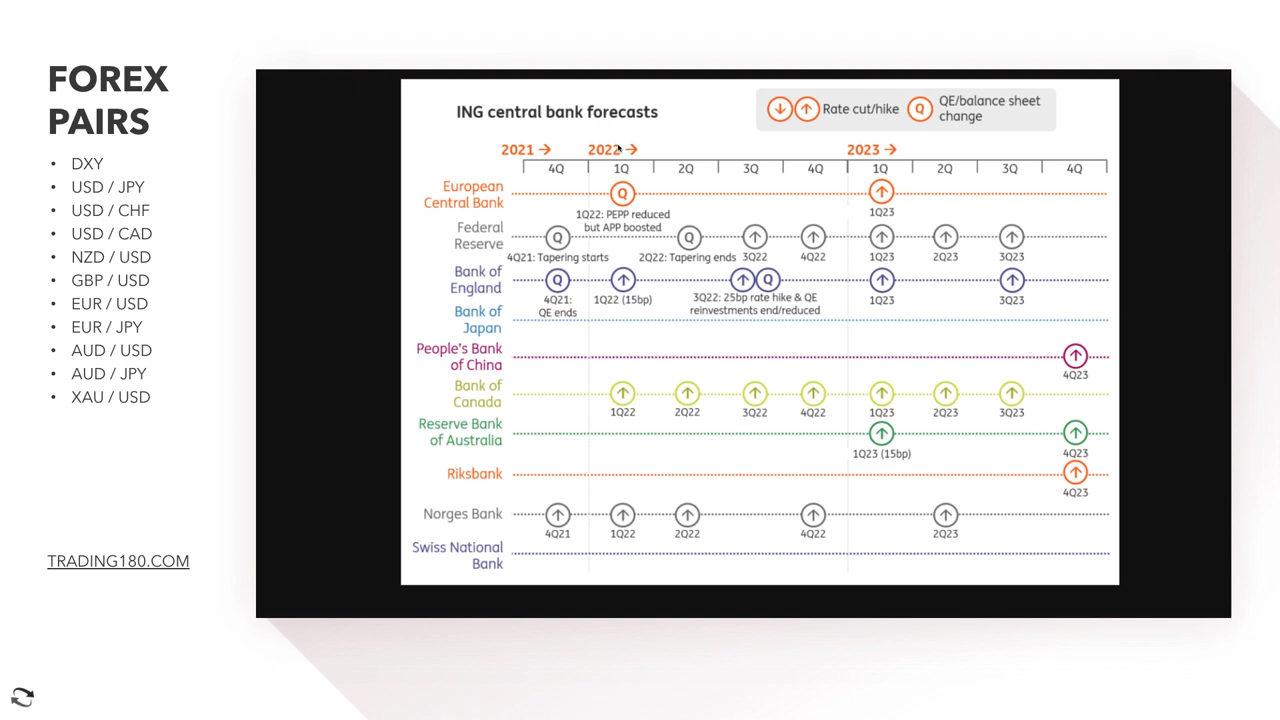 FOREX
PAIRS
• DXY
• USD / JPY
• USD / CHF
• USD / CAD
• NZD / USD
• GBP / USD
• EUR / USD
• EUR / JPY
• AUD / USD
• AUD / JPY
• XAU / USD
TRADING180.COM
ING central bank forecasts
Rate cut/hike
Q
QE/balance sheet
change
2021 → 2022 → 2023 →
4Q 1Q 2Q 3Q 4Q 1Q 2Q 3Q 4Q
European
Central Bank
Q
1Q22: PEPP reduced
but APP boosted
1Q23
Federal
Reserve
Q Q
4Q21: Tapering starts 2Q22: Tapering ends 3Q22 4Q22 1Q23 2Q23 3Q23
Bank of
England
Q Q
4Q21:
QE ends
1Q22 (15bp)
3Q22: 25bp rate hike & QE
reinvestments end/reduced
1Q23 3Q23
Bank of
Japan
People's Bank
of China
4Q23
Bank of
Canada
1Q22 2Q22 3Q22 4Q22 1Q23 2Q23 3Q23
Reserve Bank
of Australia
1Q23 (15bp) 4Q23
Riksbank
4Q23
Norges Bank
4Q21 1Q22 2Q22 4Q22 2Q23
Swiss National
Bank